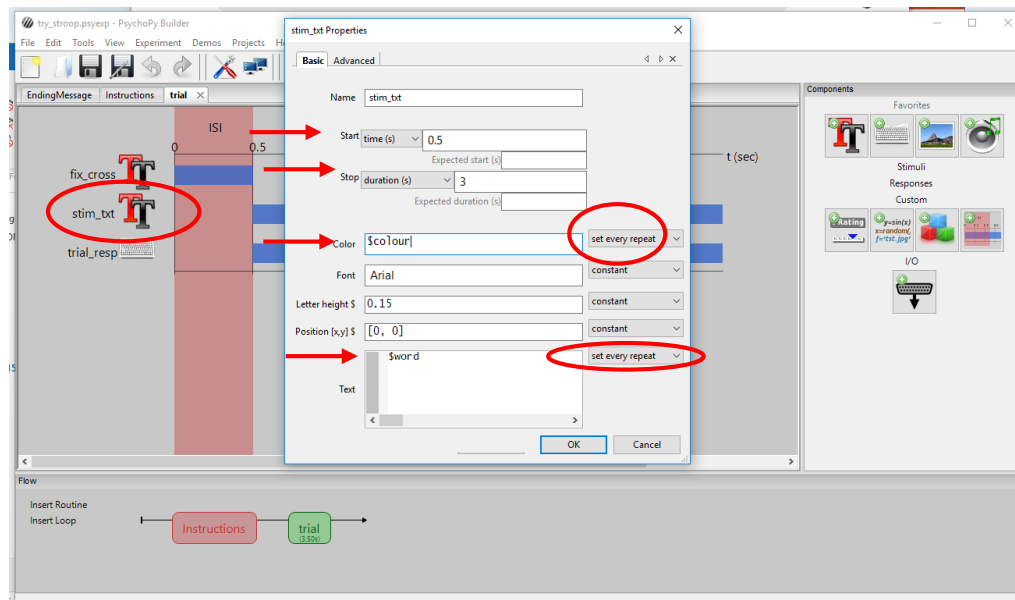 try_stroop.psyexp - PsychoPy Builder
File Edit Tools View Experiment Demos Projects
EndingMessage Instructions trial
ISI
0 0.5 t (sec)
fix_cross
stim_txt
trial_resp
stim_txt Properties
Basic Advanced
Name stim_txt
Start time (s) 0.5
Expected start (s)
Stop duration (s) 3
Expected duration (s)
Color $colour set every repeat
Font Arial constant
Letter height $ 0.15 constant
Position [x,y] $ [0, 0] constant
Text $word set every repeat
OK Cancel
Components
Favorites
Stimuli
Responses
Custom
Rating
y=sin(x)
x=random(
f='tst.jpg'
I/O
Flow
Insert Routine
Insert Loop
Instructions trial
(3.50s)